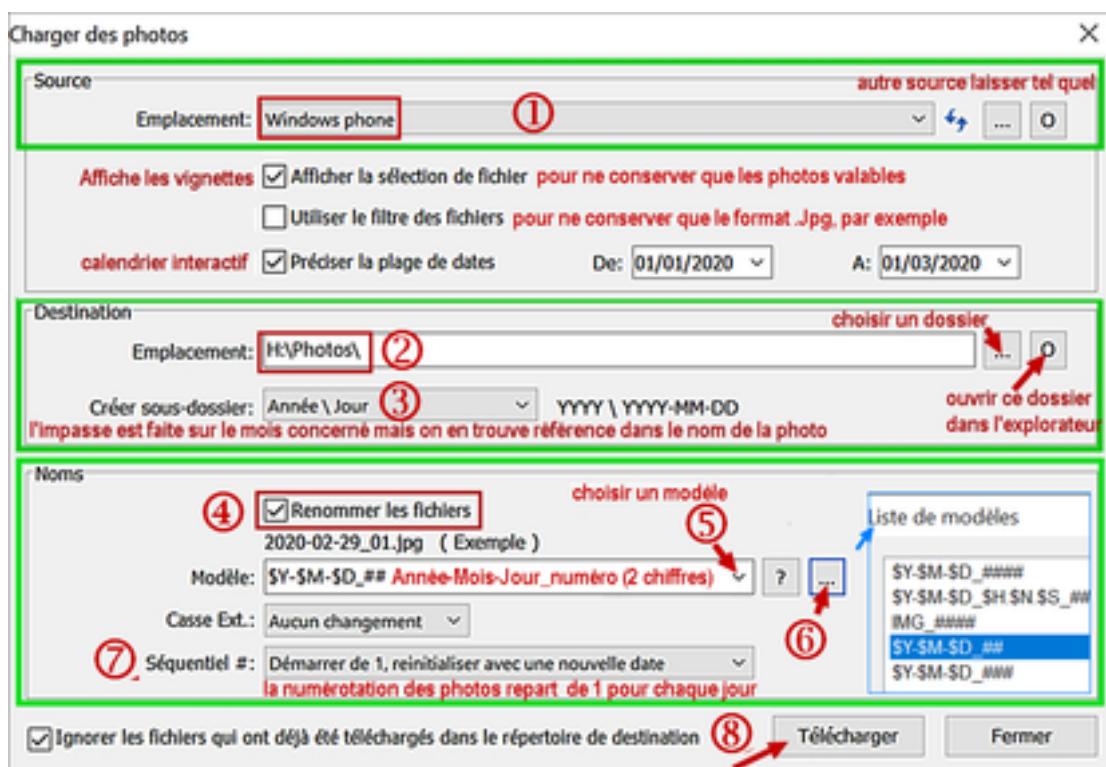 Charger des photos
Source
autre source laisser tel quel
Emplacement: Windows phone ① ... O
Affiche les vignettes Afficher la sélection de fichier pour ne conserver que les photos valables
Utiliser le filtre des fichiers pour ne conserver que le format .Jpg, par exemple
calendrier interactif Préciser la plage de dates De: 01/01/2020 A: 01/03/2020
Destination
choisir un dossier
Emplacement: H:\Photos\ ② ... O
Créer sous-dossier: Année \ Jour ③ YYYY \ YYYY-MM-DD
ouvrir ce dossier
dans l'explorateur
l'impasse est faite sur le mois concerné mais on en trouve référence dans le nom de la photo
Noms
choisir un modèle
④ Renommer les fichiers ⑤
2020-02-29_01.jpg ( Exemple )
Modèle: $Y-$M-$D_## Année-Mois-Jour_numéro (2 chiffres) ? ...
Casse Ext.: Aucun changement ⑥
⑦ Séquentiel #: Démarrer de 1, reinitialiser avec une nouvelle date
la numérotation des photos repart de 1 pour chaque jour
Liste de modèles
$Y-$M-$D_####
$Y-$M-$D_$H.$N.$S_##
IMG_####
$Y-$M-$D_##
$Y-$M-$D_###
Ignorer les fichiers qui ont déjà été téléchargés dans le répertoire de destination ⑧ Télécharger Fermer